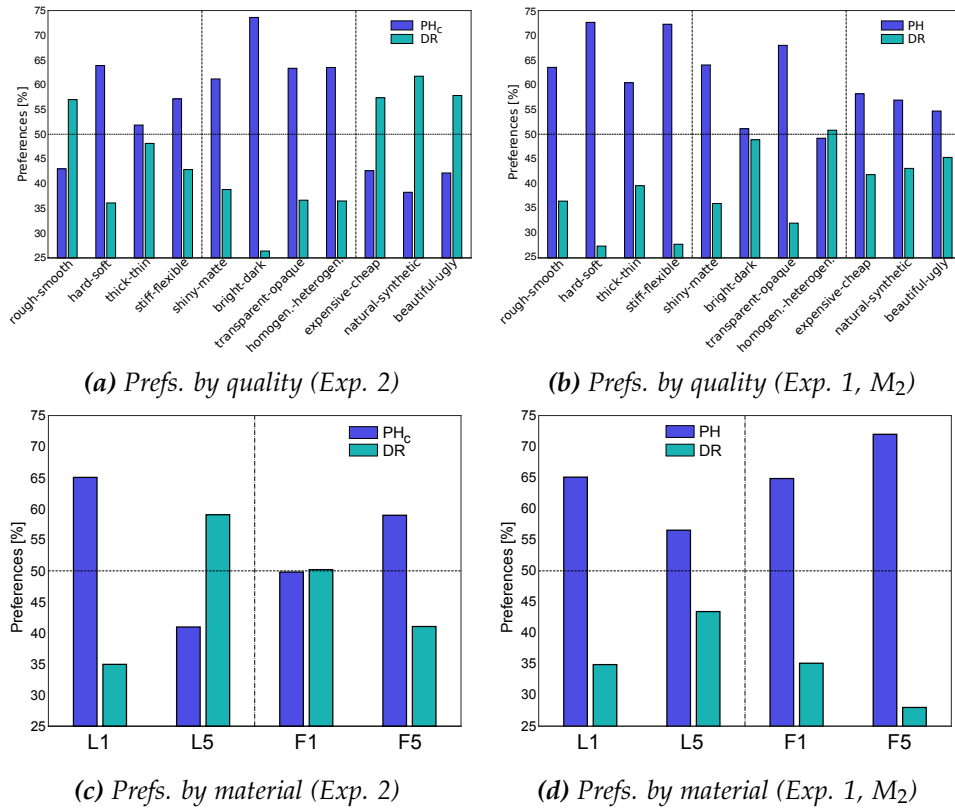 75
70
65
60
55
50
45
40
35
30
25
Preferences [%]
PHc
DR
rough-smooth
hard-soft
thick-thin
stiff-flexible
shiny-matte
bright-dark
transparent-opaque
homogen.-heterogen.
expensive-cheap
natural-synthetic
beautiful-ugly
(a) Prefs. by quality (Exp. 2)
75
70
65
60
55
50
45
40
35
30
25
Preferences [%]
PH
DR
rough-smooth
hard-soft
thick-thin
stiff-flexible
shiny-matte
bright-dark
transparent-opaque
homogen.-heterogen.
expensive-cheap
natural-synthetic
beautiful-ugly
(b) Prefs. by quality (Exp. 1, M2)
75
70
65
60
55
50
45
40
35
30
25
Preferences [%]
PHc
DR
L1 L5 F1 F5
(c) Prefs. by material (Exp. 2)
75
70
65
60
55
50
45
40
35
30
25
Preferences [%]
PH
DR
L1 L5 F1 F5
(d) Prefs. by material (Exp. 1, M2)